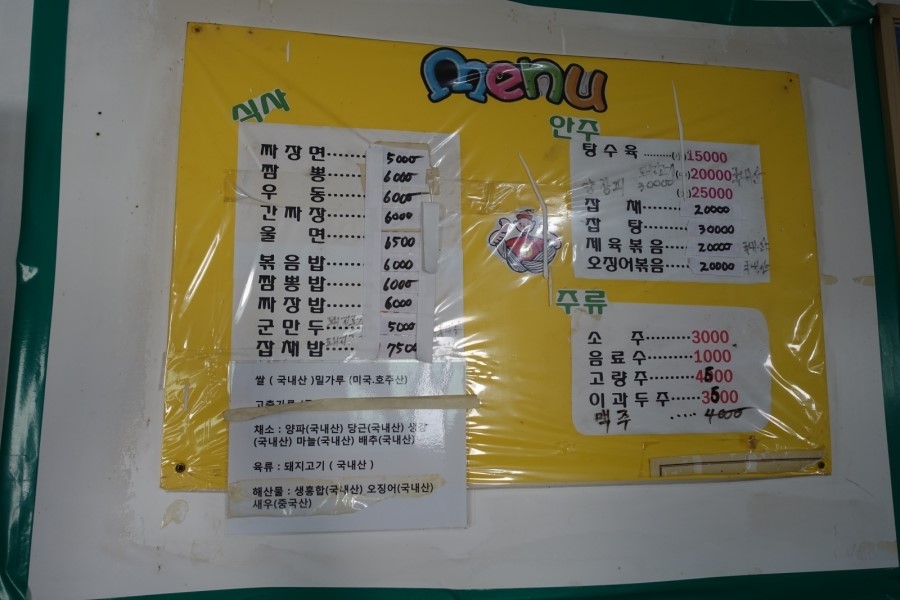 menu
식사
짜장면...... 5000
짬뽕...... 6000
우동...... 6000
간짜장...... 6000
울면...... 6500
볶음밥 6000
짬뽕밥 6000
짜장밥 6000
군만두 5000
잡채밥 7500
쌀 ( 국내산 )밀가루 (미국.호주산)
채소 : 양파(국내산) 당근(국내산) 생강
(국내산) 마늘(국내산) 배추(국내산)
육류 : 돼지고기 ( 국내산 )
해산물 : 생홍합(국내산) 오징어(국내산)
새우(중국산)
안주
탕수육........(小)15000
20000
30000 25000
잡채...... 20000
잡탕...... 30000
제육볶음...... 20000
오징어볶음...... 20000
주류
소주......3000
음료수......1000
고량주......5000
이과두주......5000
맥주 .... 4000